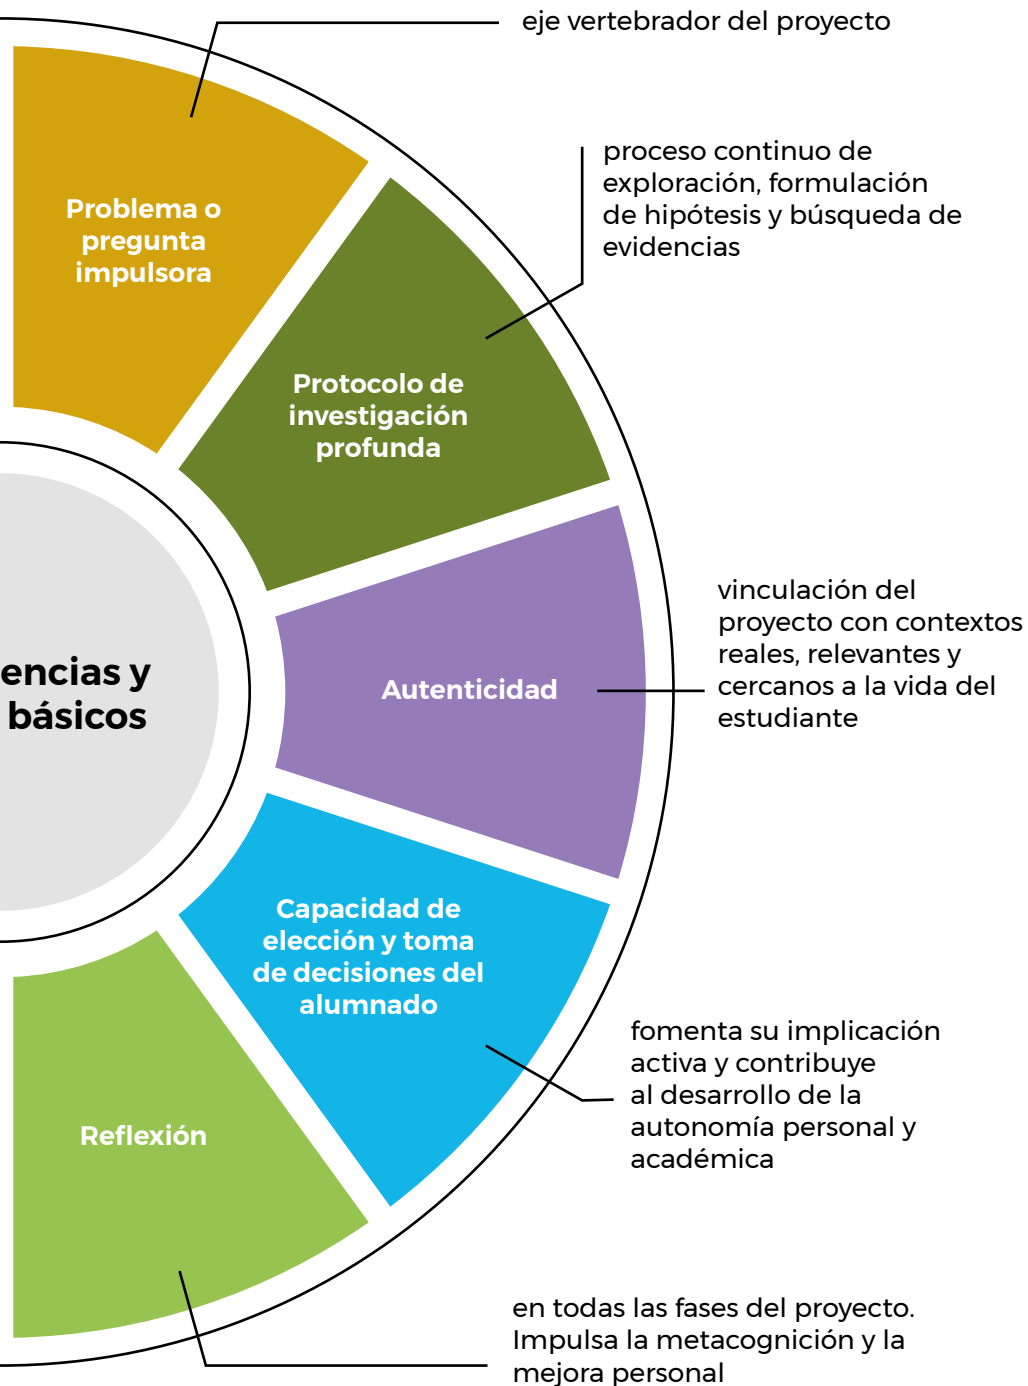 eje vertebrador del proyecto
Problema o
pregunta
impulsora
proceso continuo de
exploración, formulación
de hipótesis y búsqueda de
evidencias
Protocolo de
investigación
profunda
vinculación del
proyecto con contextos
reales, relevantes y
cercanos a la vida del
estudiante
Autenticidad
encias y
básicos
Capacidad de
elección y toma
de decisiones del
alumnado
fomenta su implicación
activa y contribuye
al desarrollo de la
autonomía personal y
académica
Reflexión
en todas las fases del proyecto.
Impulsa la metacognición y la
mejora personal